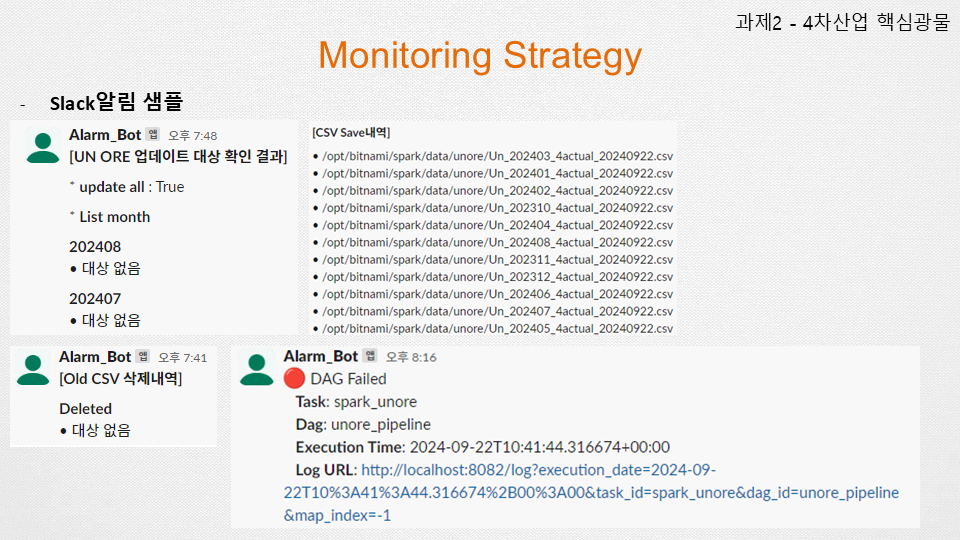 과제2 - 4차산업 핵심광물
Monitoring Strategy
- Slack알림 샘플
Alarm_Bot 앱 오후 7:48
[UN ORE 업데이트 대상 확인 결과]
* update all : True
* List month
202408
• 대상 없음
202407
• 대상 없음
[CSV Save내역]
• /opt/bitnami/spark/data/unore/Un_202403_4actual_20240922.csv
• /opt/bitnami/spark/data/unore/Un_202401_4actual_20240922.csv
• /opt/bitnami/spark/data/unore/Un_202402_4actual_20240922.csv
• /opt/bitnami/spark/data/unore/Un_202310_4actual_20240922.csv
• /opt/bitnami/spark/data/unore/Un_202404_4actual_20240922.csv
• /opt/bitnami/spark/data/unore/Un_202408_4actual_20240922.csv
• /opt/bitnami/spark/data/unore/Un_202311_4actual_20240922.csv
• /opt/bitnami/spark/data/unore/Un_202312_4actual_20240922.csv
• /opt/bitnami/spark/data/unore/Un_202406_4actual_20240922.csv
• /opt/bitnami/spark/data/unore/Un_202407_4actual_20240922.csv
• /opt/bitnami/spark/data/unore/Un_202405_4actual_20240922.csv
Alarm_Bot 앱 오후 7:41
[Old CSV 삭제내역]
Deleted
• 대상 없음
Alarm_Bot 앱 오후 8:16
🔴 DAG Failed
Task: spark_unore
Dag: unore_pipeline
Execution Time: 2024-09-22T10:41:44.316674+00:00
Log URL: http://localhost:8082/log?execution_date=2024-09-
22T10%3A41%3A44.316674%2B00%3A00&task_id=spark_unore&dag_id=unore_pipeline
&map_index=-1